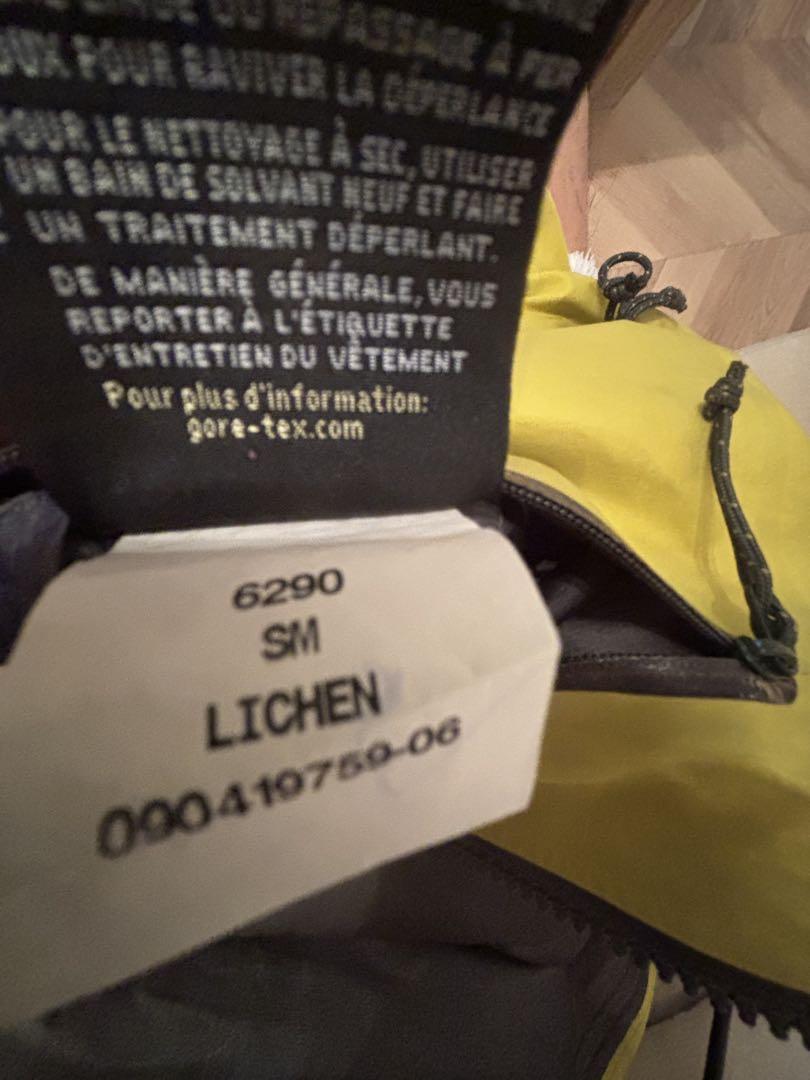 REPASSAGE À FER
POUR RAVIVER LA DÉPERLANCE
POUR LE NETTOYAGE À SEC, UTILISER
UN BAIN DE SOLVANT NEUF ET FAIRE
UN TRAITEMENT DÉPERLANT.
DE MANIÈRE GÉNÉRALE, VOUS
REPORTER À L'ÉTIQUETTE
D'ENTRETIEN DU VÊTEMENT
Pour plus d'information:
gore-tex.com
6290
SM
LICHEN
090419759-06